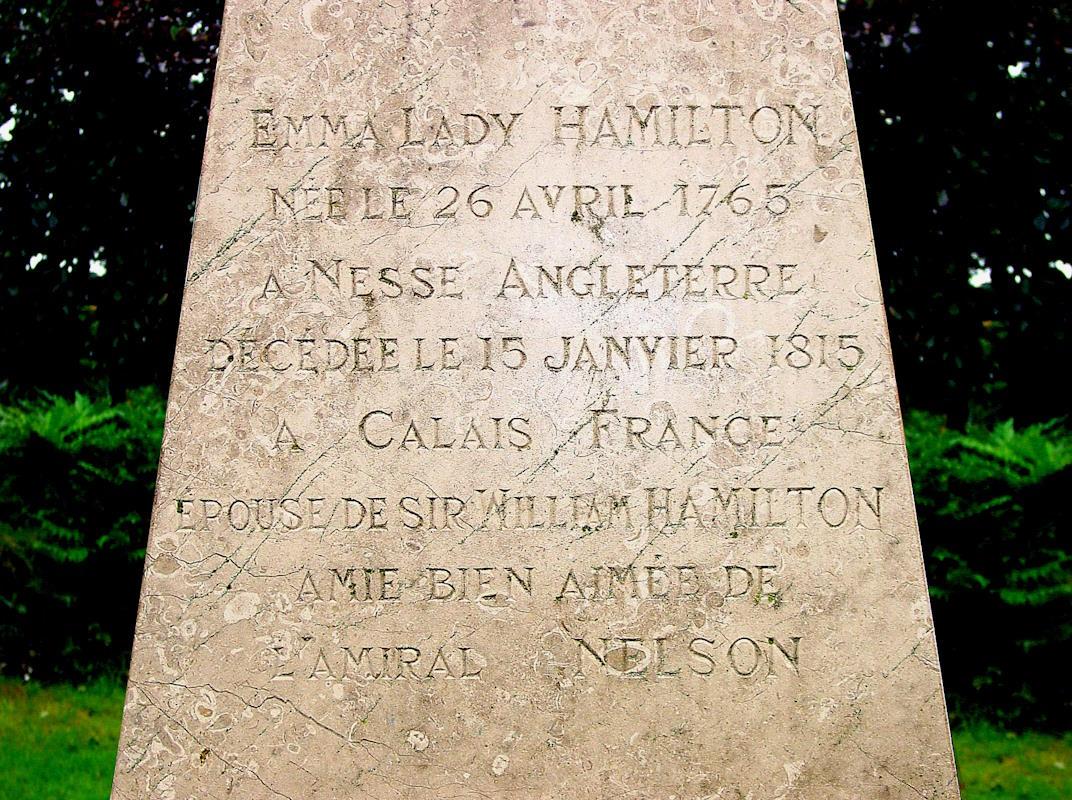 EMMA LADY HAMILTON
NÉE LE 26 AVRIL 1765
A NESSE ANGLETERRE
DÉCÉDÉE LE 15 JANVIER 1815
A CALAIS FRANCE
ÉPOUSE DE SIR WILLIAM HAMILTON
AMIE BIEN AIMÉE DE
L'AMIRAL NELSON